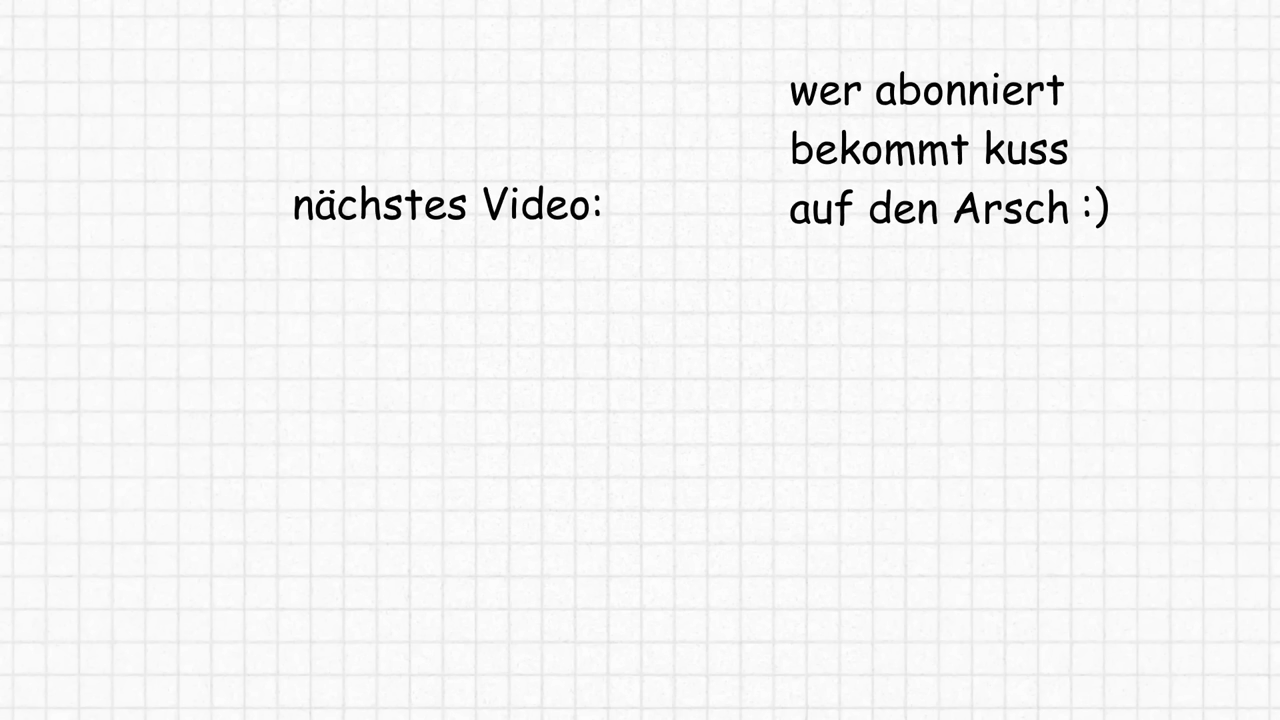 nächstes Video:
wer abonniert
bekommt kuss
auf den Arsch :)